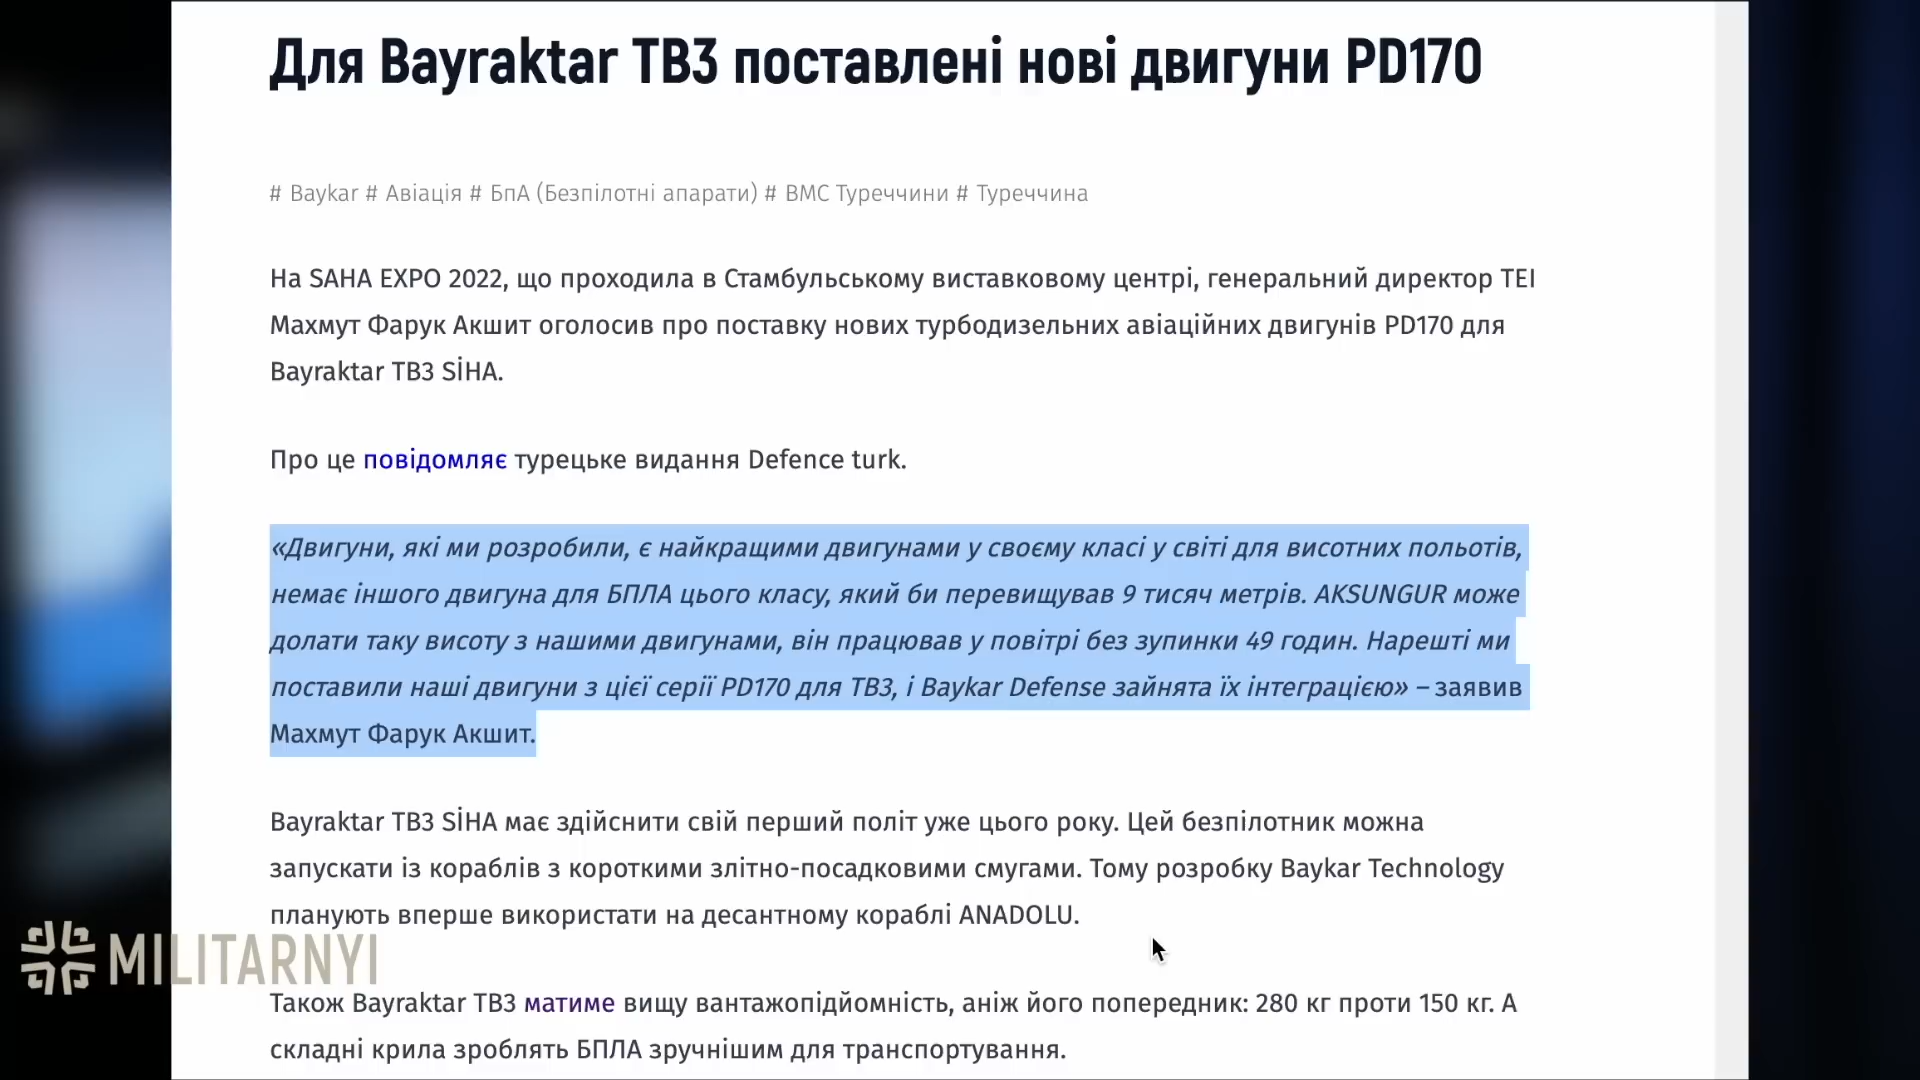 Для Bayraktar TB3 поставлені нові двигуни PD170
# Baykar # Авіація # БпА (Безпілотні апарати) # ВМС Туреччини # Туреччина
На SAHA EXPO 2022, що проходила в Стамбульському виставковому центрі, генеральний директор TEI
Махмут Фарук Акшит оголосив про поставку нових турбодизельних авіаційних двигунів PD170 для
Bayraktar TB3 SİHA.
Про це повідомляє турецьке видання Defence turk.
«Двигуни, які ми розробили, є найкращими двигунами у своєму класі у світі для висотних польотів,
немає іншого двигуна для БПЛА цього класу, який би перевищував 9 тисяч метрів. AKSUNGUR може
долати таку висоту з нашими двигунами, він працював у повітрі без зупинки 49 годин. Нарешті ми
поставили наші двигуни з цієї серії PD170 для TB3, і Baykar Defense зайнята їх інтеграцією» – заявив
Махмут Фарук Акшит.
Bayraktar TB3 SİHA має здійснити свій перший політ уже цього року. Цей безпілотник можна
запускати із кораблів з короткими злітно-посадковими смугами. Тому розробку Baykar Technology
планують вперше використати на десантному кораблі ANADOLU.
MILITARNYI
Також Bayraktar TB3 матиме вищу вантажопідйомність, аніж його попередник: 280 кг проти 150 кг. А
складні крила зроблять БПЛА зручнішим для транспортування.